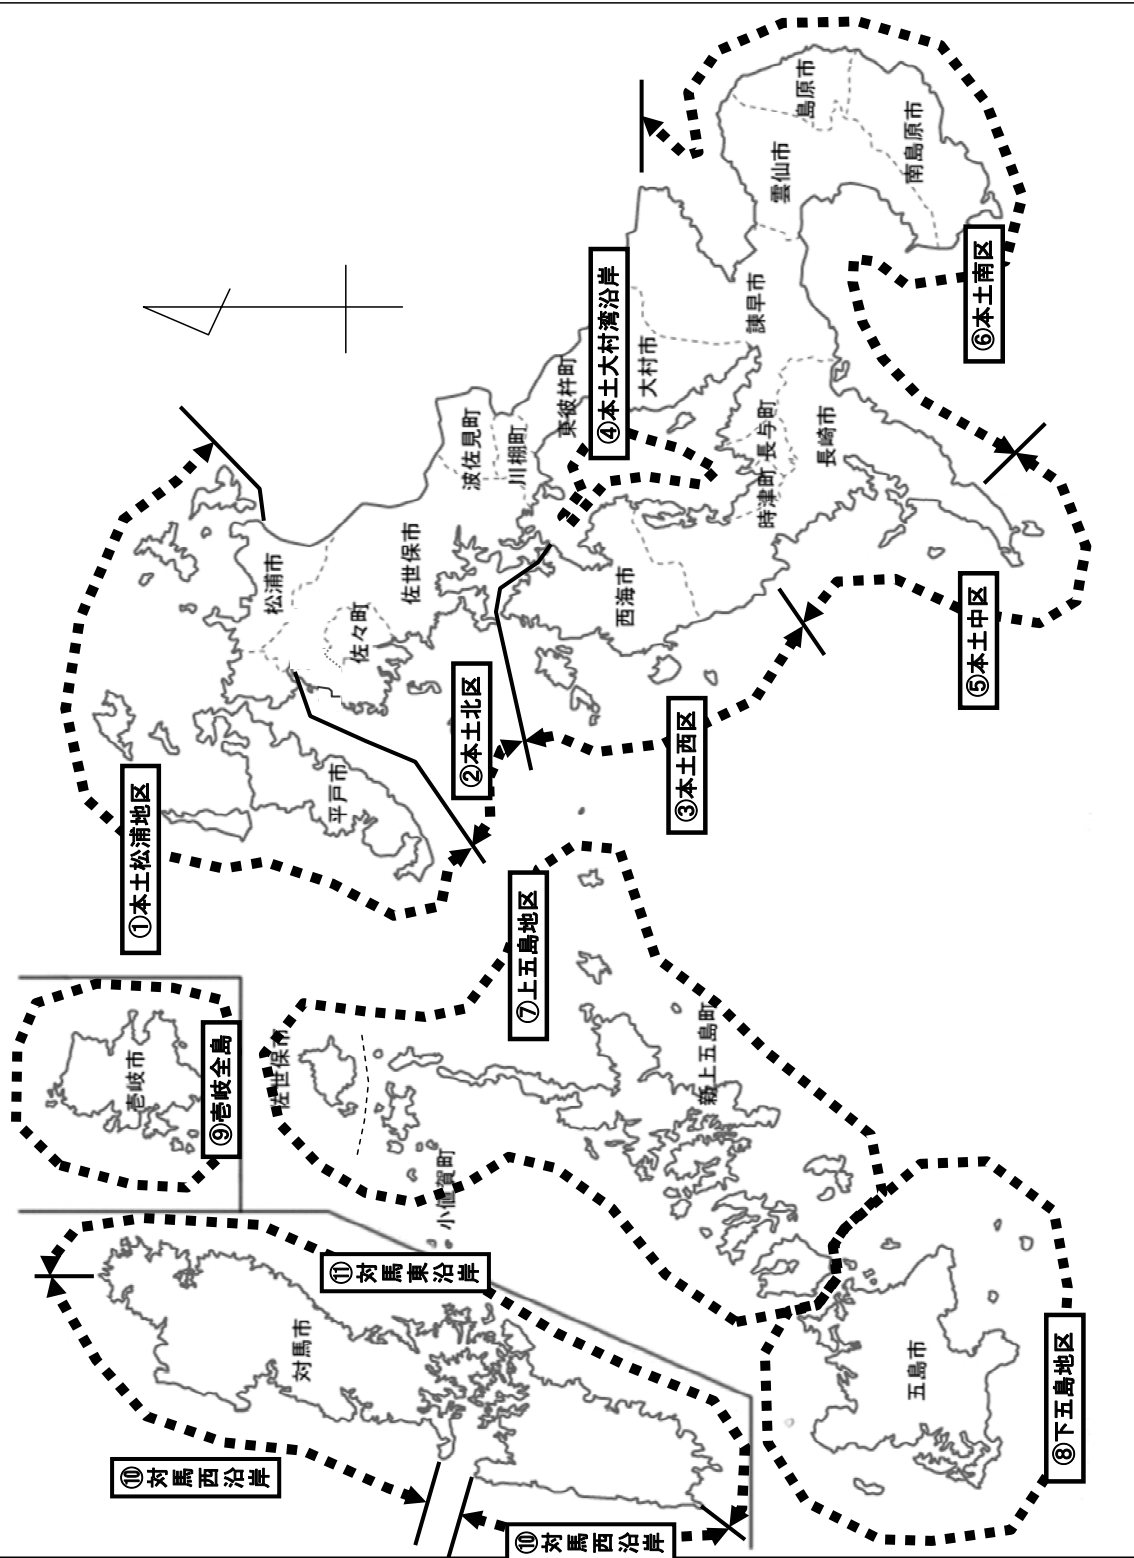 ①本土松浦地区
②本土北区
③本土西区
④本土大村湾沿岸
⑤本土中区
⑥本土南区
⑦上五島地区
⑧下五島地区
⑨壱岐全島
⑩対馬西沿岸
⑩対馬西沿岸
⑪対馬東沿岸
松浦市
平戸市
佐々町
佐世保市
波佐見町
川棚町
東彼杵町
大村市
西海市
時津町
長与町
長崎市
諫早市
雲仙市
島原市
南島原市
壱岐市
佐世保市
小値賀町
新上五島町
五島市
対馬市